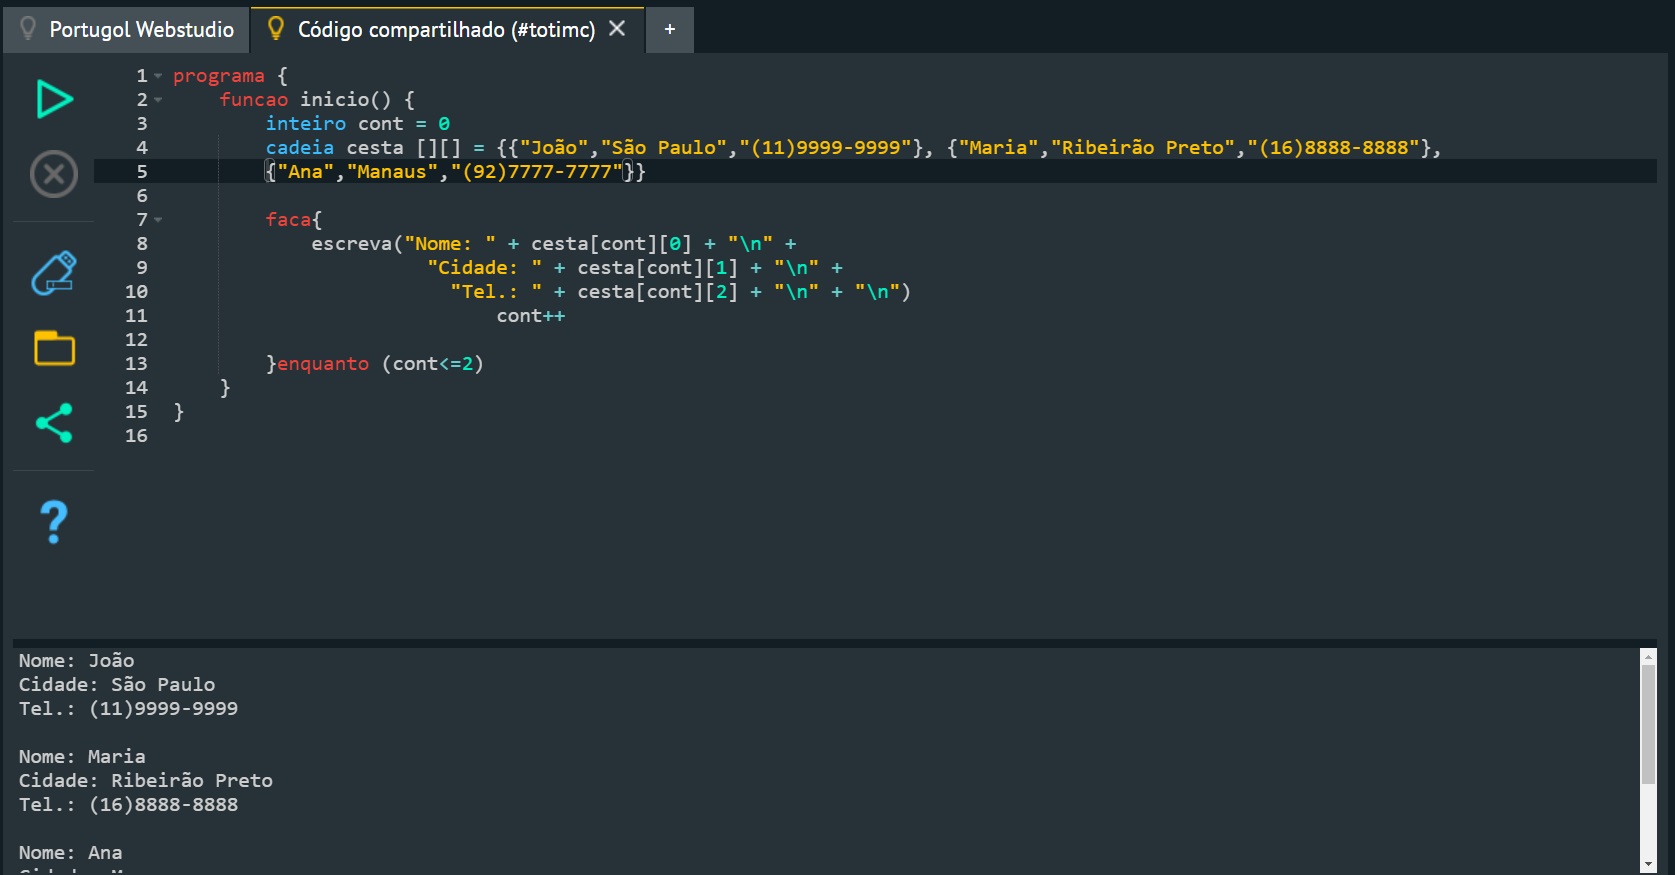 Portugol Webstudio
Código compartilhado (#totimc)
+
1 programa {
2 funcao inicio() {
3 inteiro cont = 0
4 cadeia cesta [][] = {{"João","São Paulo","(11)9999-9999"}, {"Maria","Ribeirão Preto","(16)8888-8888"},
5 {"Ana","Manaus","(92)7777-7777"}}
6
7 faca{
8 escreva("Nome: " + cesta[cont][0] + "\n" +
9 "Cidade: " + cesta[cont][1] + "\n" +
10 "Tel.: " + cesta[cont][2] + "\n" + "\n")
11 cont++
12
13 }enquanto (cont<=2)
14 }
15 }
16
?
Nome: João
Cidade: São Paulo
Tel.: (11)9999-9999
Nome: Maria
Cidade: Ribeirão Preto
Tel.: (16)8888-8888
Nome: Ana